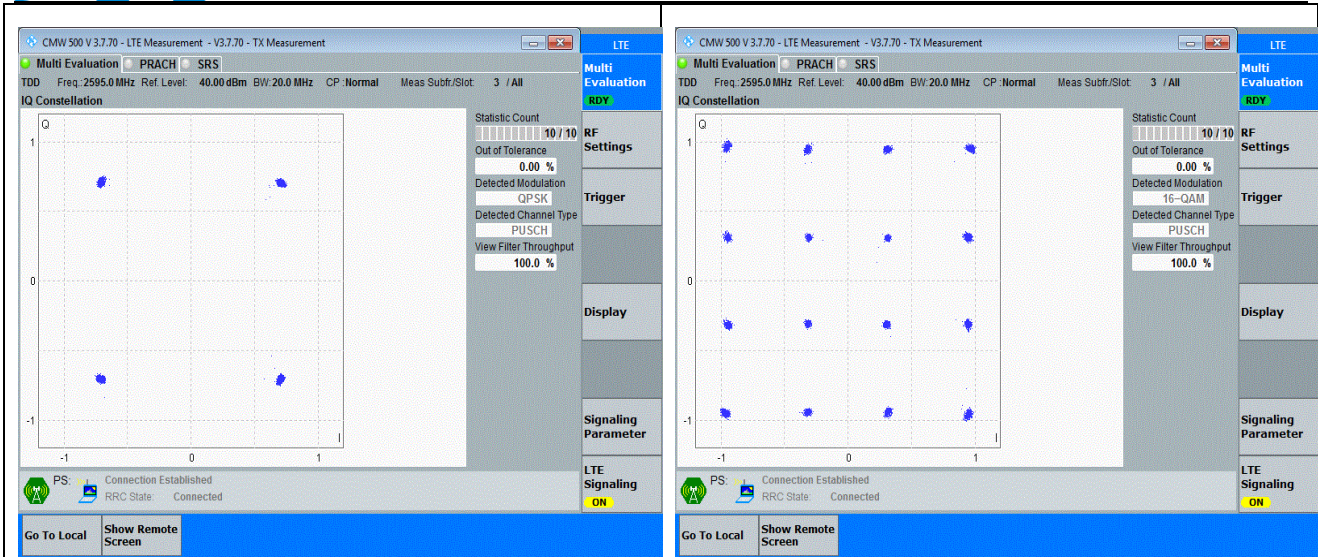 CMW 500 V 3.7.70 - LTE Measurement - V3.7.70 - TX Measurement
LTE
Multi Evaluation PRACH SRS
Multi
Evaluation
RDY
TDD Freq.:2595.0 MHz Ref. Level: 40.00 dBm BW:20.0 MHz CP :Normal Meas Subfr./Slot: 3 / All
IQ Constellation
Q
1
0
-1
-1 0 1
I
Statistic Count
10 / 10
Out of Tolerance
0.00 %
Detected Modulation
QPSK
Detected Channel Type
PUSCH
View Filter Throughput
100.0 %
RF
Settings
Trigger
Display
Signaling
Parameter
LTE
Signaling
ON
PS: Connection Established
RRC State: Connected
Go To Local
Show Remote
Screen
CMW 500 V 3.7.70 - LTE Measurement - V3.7.70 - TX Measurement
LTE
Multi Evaluation PRACH SRS
Multi
Evaluation
RDY
TDD Freq.:2595.0 MHz Ref. Level: 40.00 dBm BW:20.0 MHz CP :Normal Meas Subfr./Slot: 3 / All
IQ Constellation
Q
1
0
-1
-1 0 1
I
Statistic Count
10 / 10
Out of Tolerance
0.00 %
Detected Modulation
16-QAM
Detected Channel Type
PUSCH
View Filter Throughput
100.0 %
RF
Settings
Trigger
Display
Signaling
Parameter
LTE
Signaling
ON
PS: Connection Established
RRC State: Connected
Go To Local
Show Remote
Screen